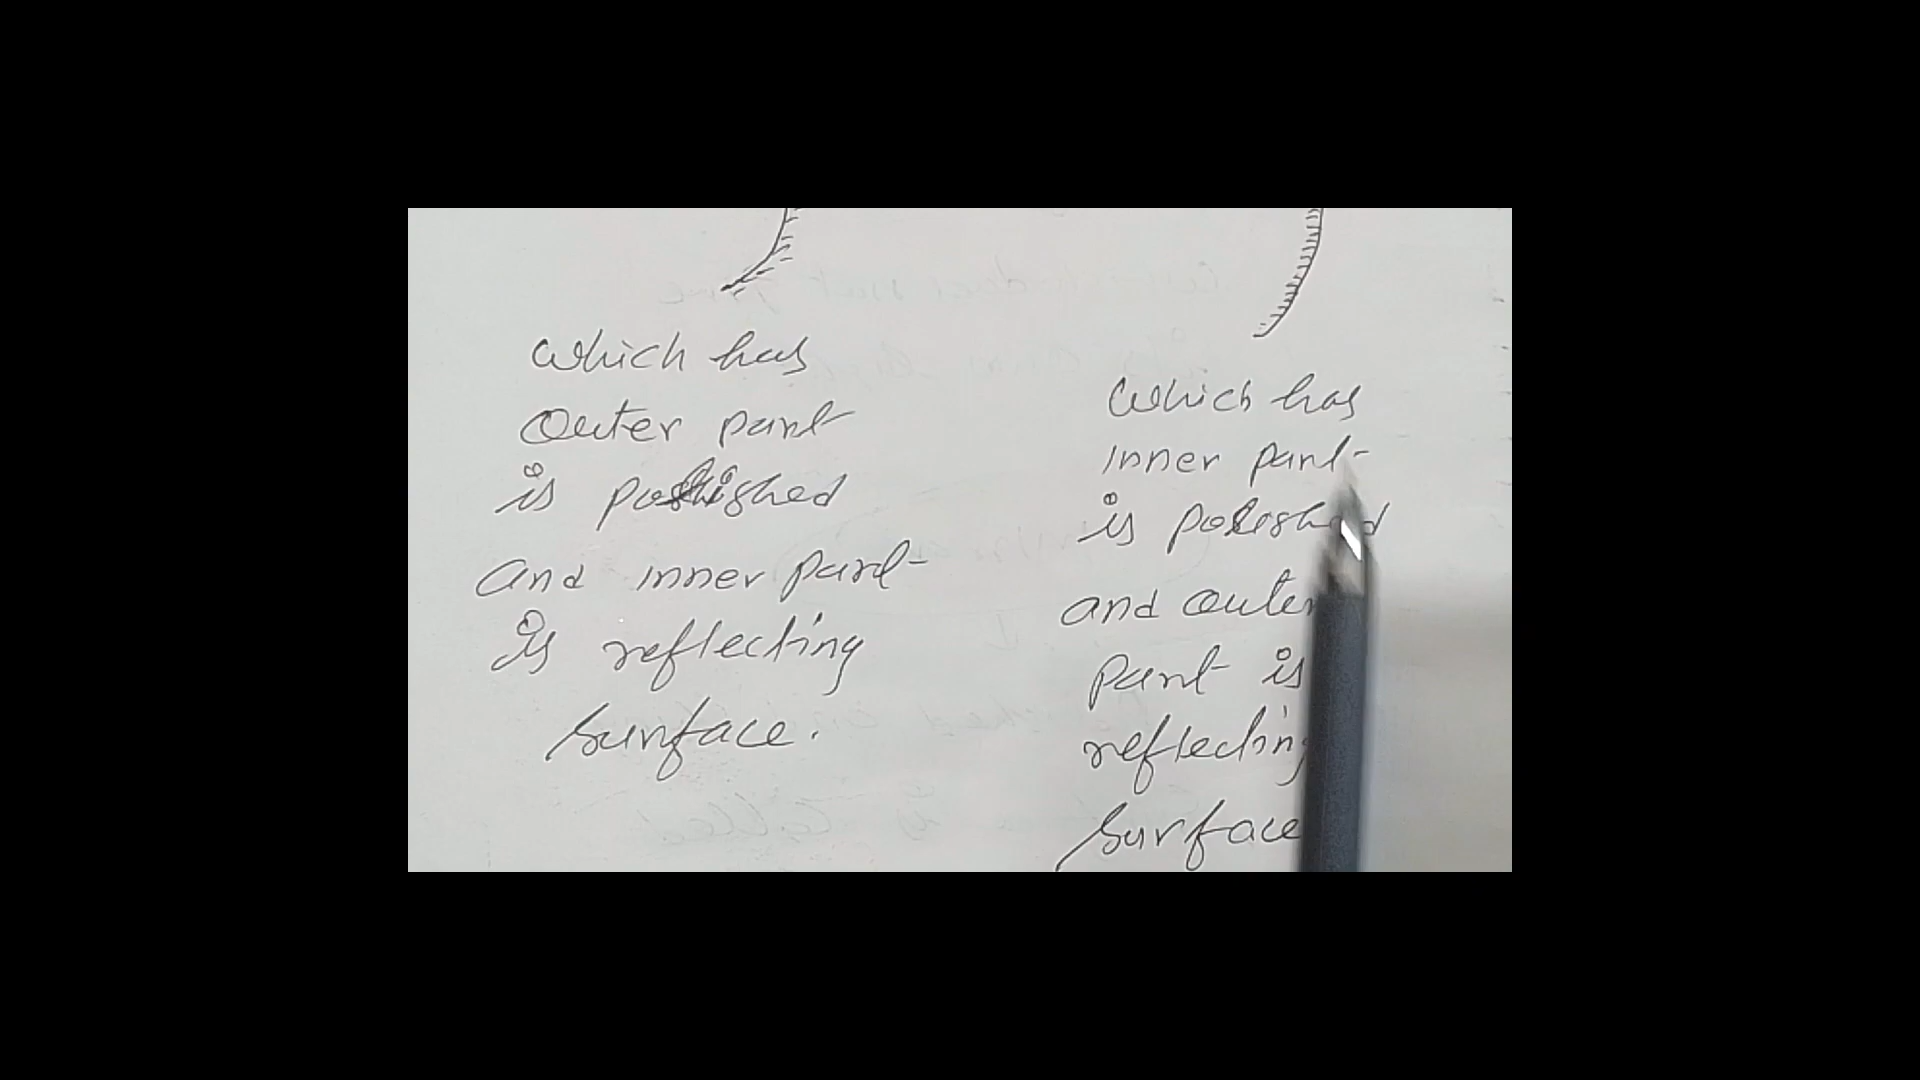 which has
outer part
is polished
and inner part
is reflecting
surface.
which has
inner part
is polished
and outer
part is
reflecting
surface